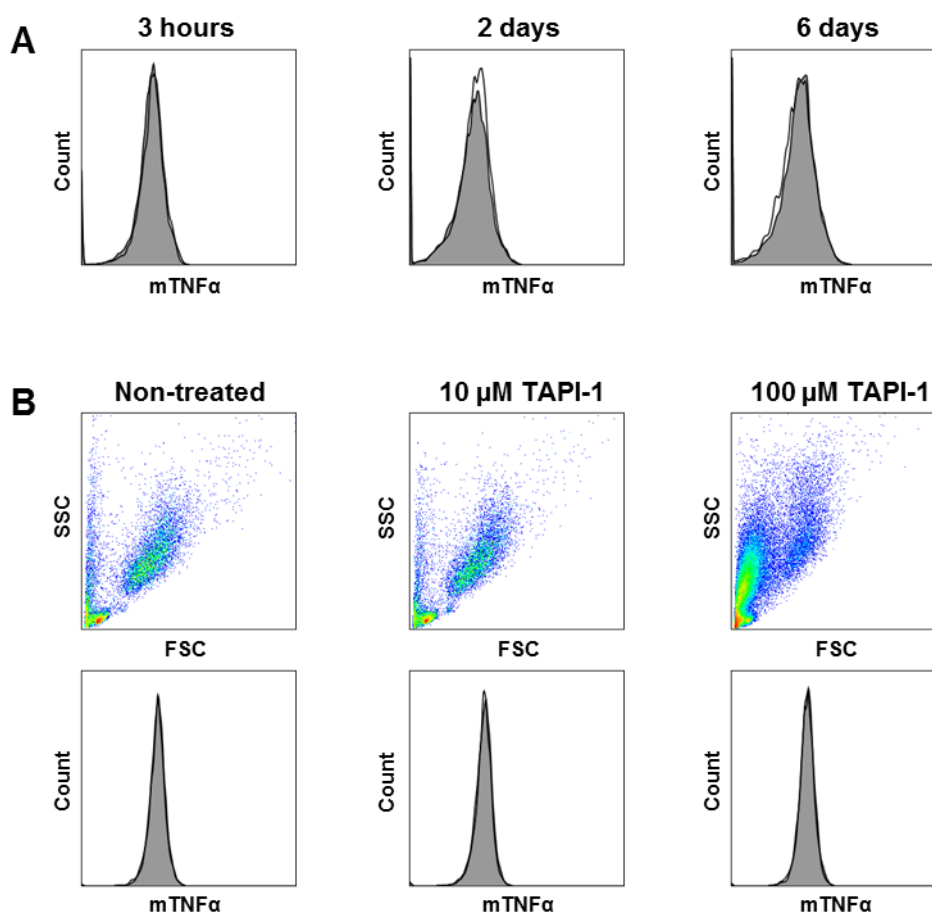 A
3 hours
2 days
6 days
Count
Count
Count
mTNFα
mTNFα
mTNFα
B
Non-treated
10 µM TAPI-1
100 µM TAPI-1
SSC
SSC
SSC
FSC
FSC
FSC
Count
Count
Count
mTNFα
mTNFα
mTNFα